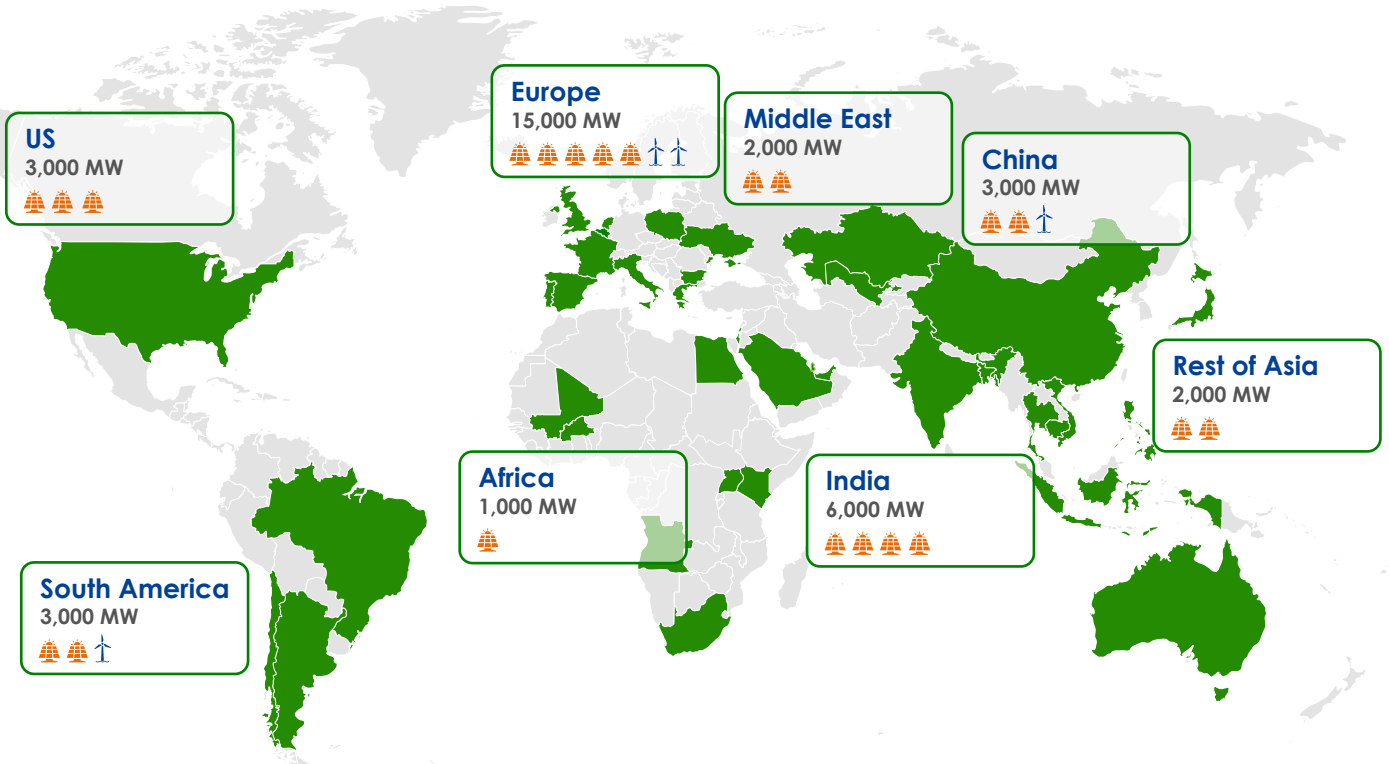 Europe
15,000 MW
Middle East
2,000 MW
US
3,000 MW
China
3,000 MW
Rest of Asia
2,000 MW
Africa
1,000 MW
India
6,000 MW
South America
3,000 MW